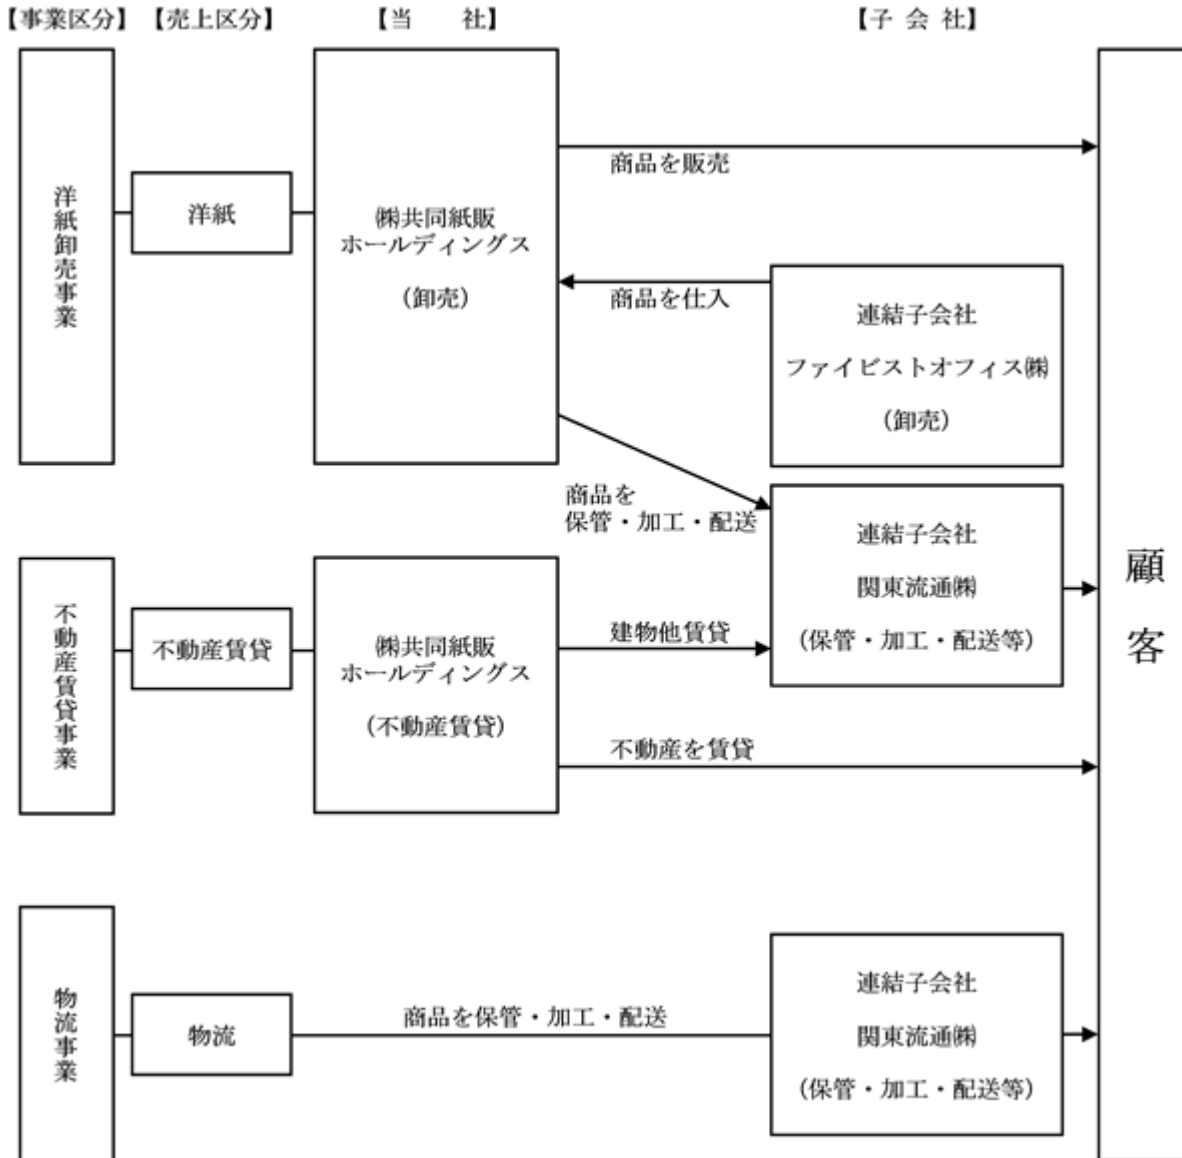 【事業区分】 【売上区分】 【当　　社】 【子 会 社】
商品を販売
洋紙卸売事業
洋紙
㈱共同紙販
ホールディングス
（卸売）
商品を仕入
連結子会社
ファイビストオフィス㈱
（卸売）
商品を
保管・加工・配送
連結子会社
関東流通㈱
（保管・加工・配送等）
顧客
不動産賃貸事業
不動産賃貸
㈱共同紙販
ホールディングス
（不動産賃貸）
建物他賃貸
不動産を賃貸
物流事業
物流
商品を保管・加工・配送
連結子会社
関東流通㈱
（保管・加工・配送等）